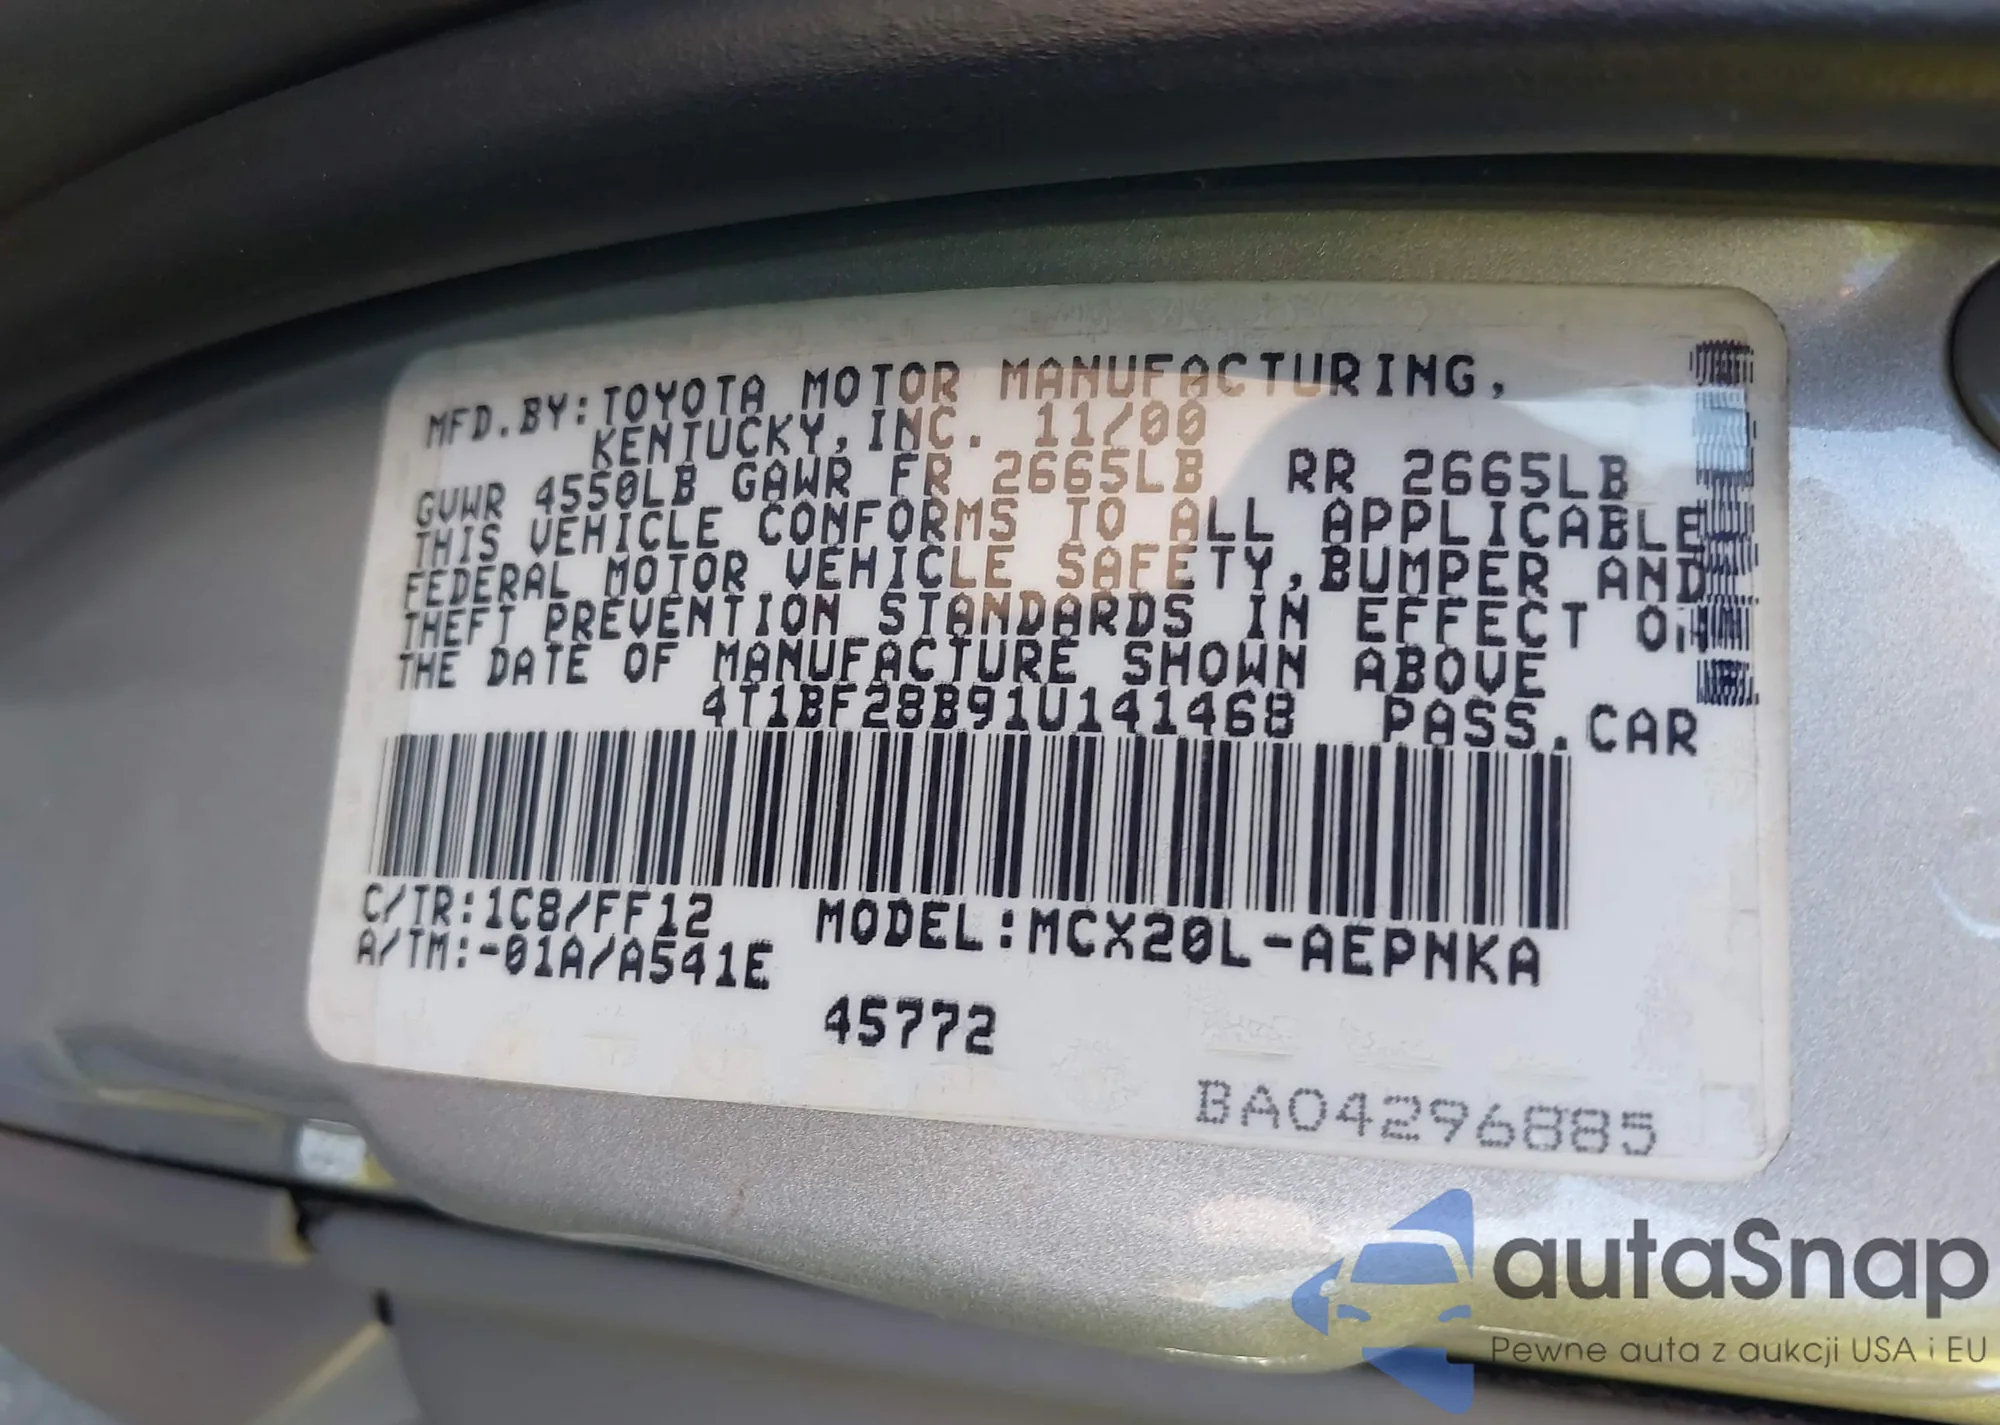 MFD.BY:TOYOTA MOTOR MANUFACTURING,
KENTUCKY,INC. 11/00
GVWR 4550LB GAWR FR 2665LB RR 2665LB
THIS VEHICLE CONFORMS TO ALL APPLICABLE
FEDERAL MOTOR VEHICLE SAFETY,BUMPER AND
THEFT PREVENTION STANDARDS IN EFFECT ON
THE DATE OF MANUFACTURE SHOWN ABOVE
4T1BF28B91U141468 PASS.CAR
C/TR:1C8/FF12 MODEL:MCX20L-AEPNKA
A/TM:-01A/A541E
45772
BA04296885
autaSnap
Pewne auta z aukcji USA i EU